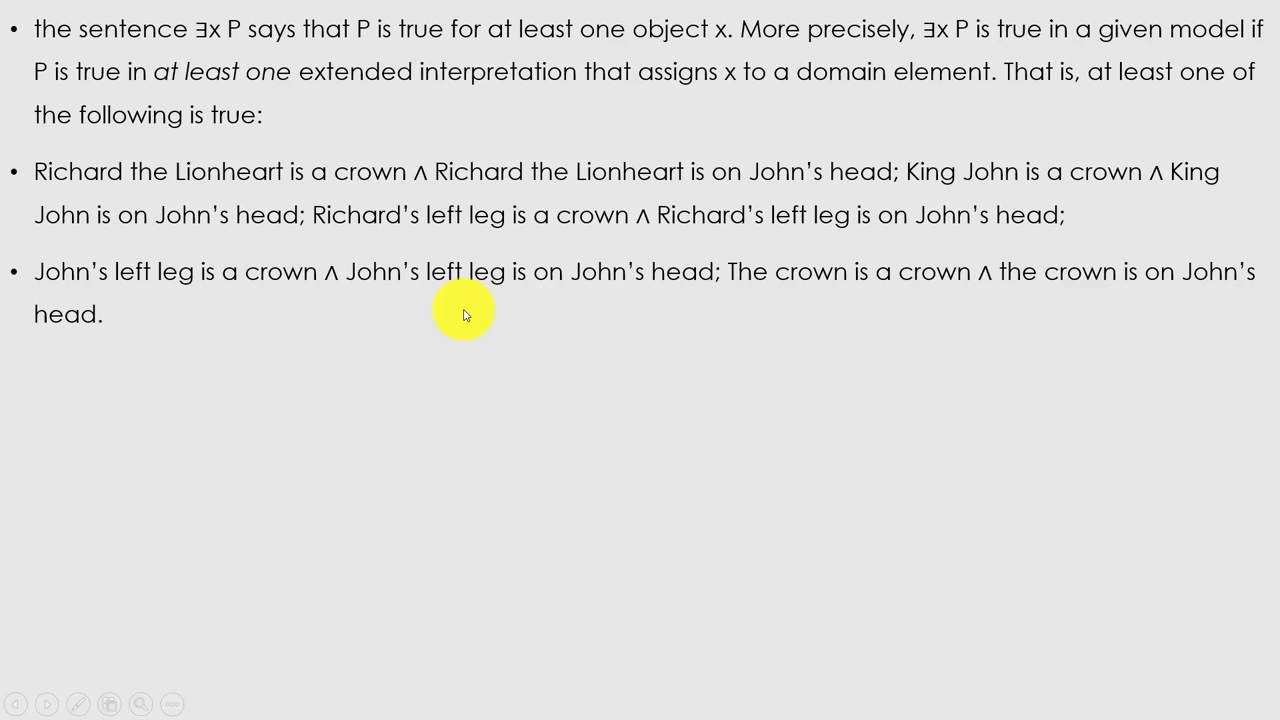 • the sentence ∃x P says that P is true for at least one object x. More precisely, ∃x P is true in a given model if
P is true in at least one extended interpretation that assigns x to a domain element. That is, at least one of
the following is true:
• Richard the Lionheart is a crown ∧ Richard the Lionheart is on John’s head; King John is a crown ∧ King
John is on John’s head; Richard’s left leg is a crown ∧ Richard’s left leg is on John’s head;
• John’s left leg is a crown ∧ John’s left leg is on John’s head; The crown is a crown ∧ the crown is on John’s
head.